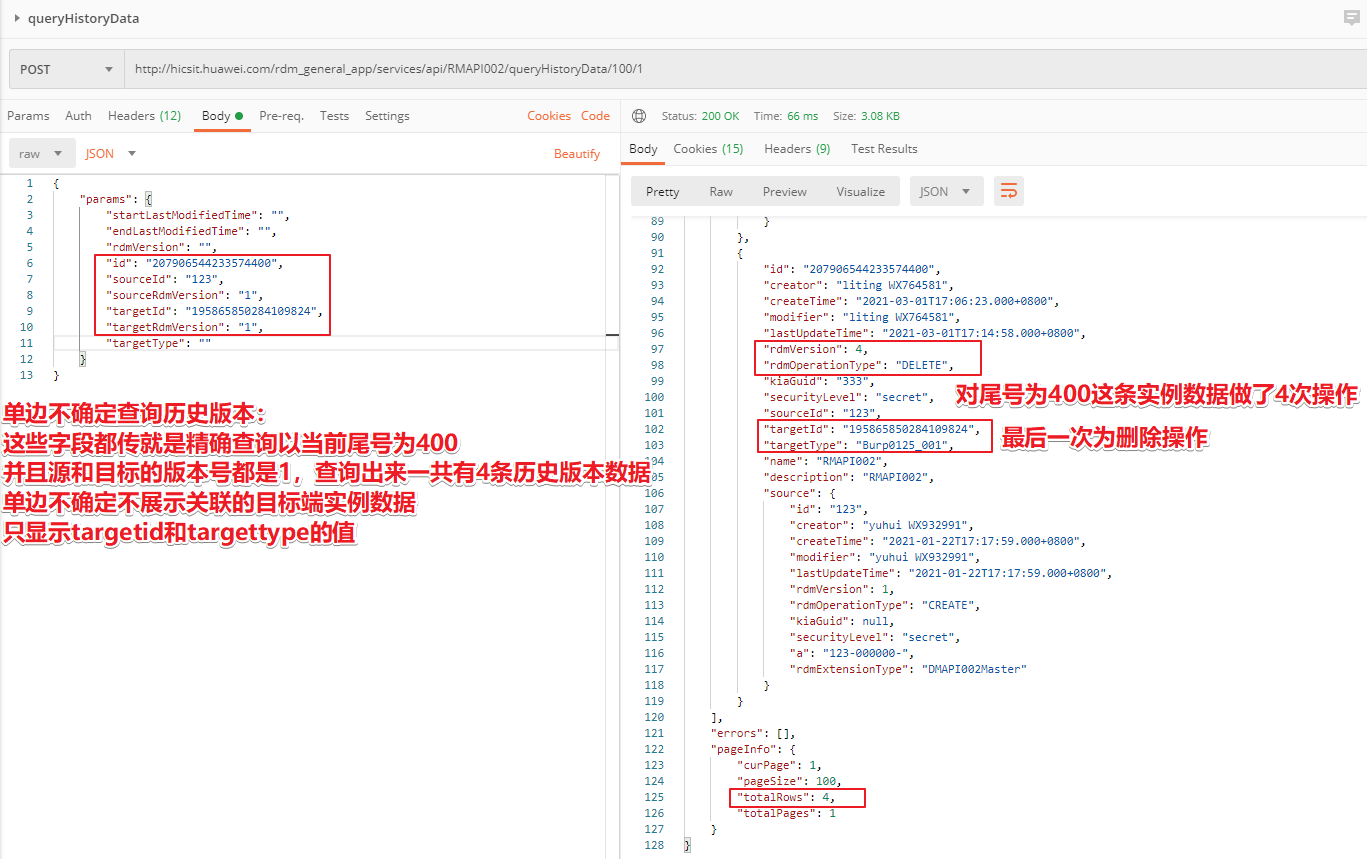 queryHistoryData
POST
http://hicsit.huawei.com/rdm_general_app/services/api/RMAPI002/queryHistoryData/100/1
Params Auth Headers (12) Body Pre-req. Tests Settings Cookies Code
raw JSON Beautify
1 {
2 "params": {
3 "startLastModifiedTime": "",
4 "endLastModifiedTime": "",
5 "rdmVersion": "",
6 "id": "207906544233574400",
7 "sourceId": "123",
8 "sourceRdmVersion": "1",
9 "targetId": "195865850284109824",
10 "targetRdmVersion": "1",
11 "targetType": ""
12 }
13 }
单边不确定查询历史版本：
这些字段都传就是精确查询以当前尾号为400
并且源和目标的版本号都是1，查询出来一共有4条历史版本数据
单边不确定不展示关联的目标端实例数据
只显示targetid和targettype的值
Status: 200 OK Time: 66 ms Size: 3.08 KB
Body Cookies (15) Headers (9) Test Results
Pretty Raw Preview Visualize JSON
89 }
90 },
91 {
92 "id": "207906544233574400",
93 "creator": "liting WX764581",
94 "createTime": "2021-03-01T17:06:23.000+0800",
95 "modifier": "liting WX764581",
96 "lastUpdateTime": "2021-03-01T17:14:58.000+0800",
97 "rdmVersion": 4,
98 "rdmOperationType": "DELETE",
99 "kiaGuid": "333",
100 "securityLevel": "secret",
101 "sourceId": "123",
102 "targetId": "195865850284109824",
103 "targetType": "Burp0125_001",
104 "name": "RMAPI002",
105 "description": "RMAPI002",
106 "source": {
107 "id": "123",
108 "creator": "yuhui WX932991",
109 "createTime": "2021-01-22T17:17:59.000+0800",
110 "modifier": "yuhui WX932991",
111 "lastUpdateTime": "2021-01-22T17:17:59.000+0800",
112 "rdmVersion": 1,
113 "rdmOperationType": "CREATE",
114 "kiaGuid": null,
115 "securityLevel": "secret",
116 "a": "123-000000-",
117 "rdmExtensionType": "DMAPI002Master"
118 }
119 }
120 ],
121 "errors": [],
122 "pageInfo": {
123 "curPage": 1,
124 "pageSize": 100,
125 "totalRows": 4,
126 "totalPages": 1
127 }
128 }
对尾号为400这条实例数据做了4次操作
最后一次为删除操作